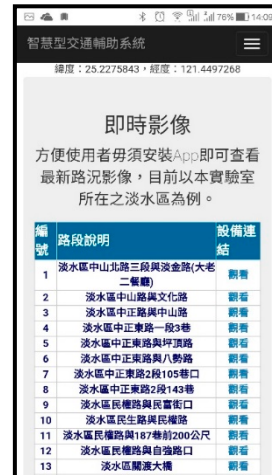 76% 14:09
智慧型交通輔助系統
緯度：25.2275843，經度：121.4497268
即時影像
方便使用者毋須安裝App即可查看
最新路況影像，目前以本實驗室
所在之淡水區為例。
編號 路段說明 設備連結
1 淡水區中山北路三段與淡金路(大老二餐廳) 觀看
2 淡水區中山路與文化路 觀看
3 淡水區中正路與中山路 觀看
4 淡水區中正東路一段3巷 觀看
5 淡水區中正東路與坪頂路 觀看
6 淡水區中正東路與八勢路 觀看
7 淡水區中正東路2段105巷口 觀看
8 淡水區中正東路2段143巷 觀看
9 淡水區民權路與民富街口 觀看
10 淡水區民生路與民權路 觀看
11 淡水區民權路與187巷前200公尺 觀看
12 淡水區民權路與自強路口 觀看
13 淡水區關渡大橋 觀看